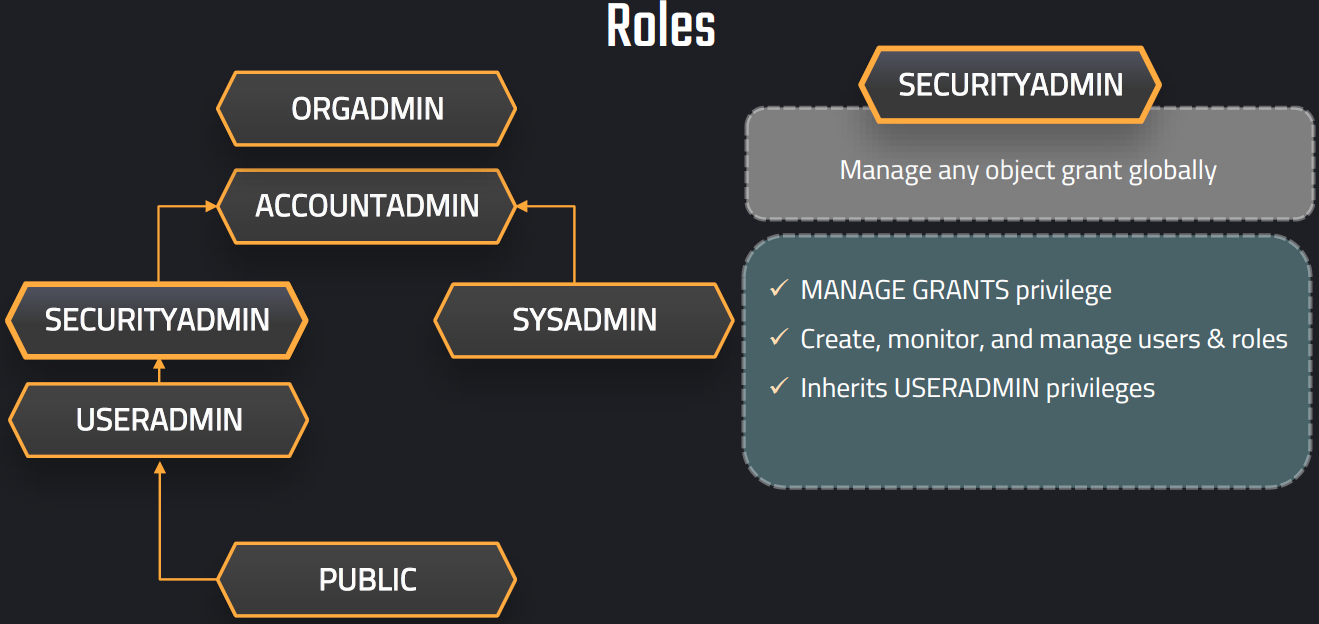 Roles
ORGADMIN
ACCOUNTADMIN
SECURITYADMIN
SYSADMIN
USERADMIN
PUBLIC
SECURITYADMIN
Manage any object grant globally
✓ MANAGE GRANTS privilege
✓ Create, monitor, and manage users & roles
✓ Inherits USERADMIN privileges